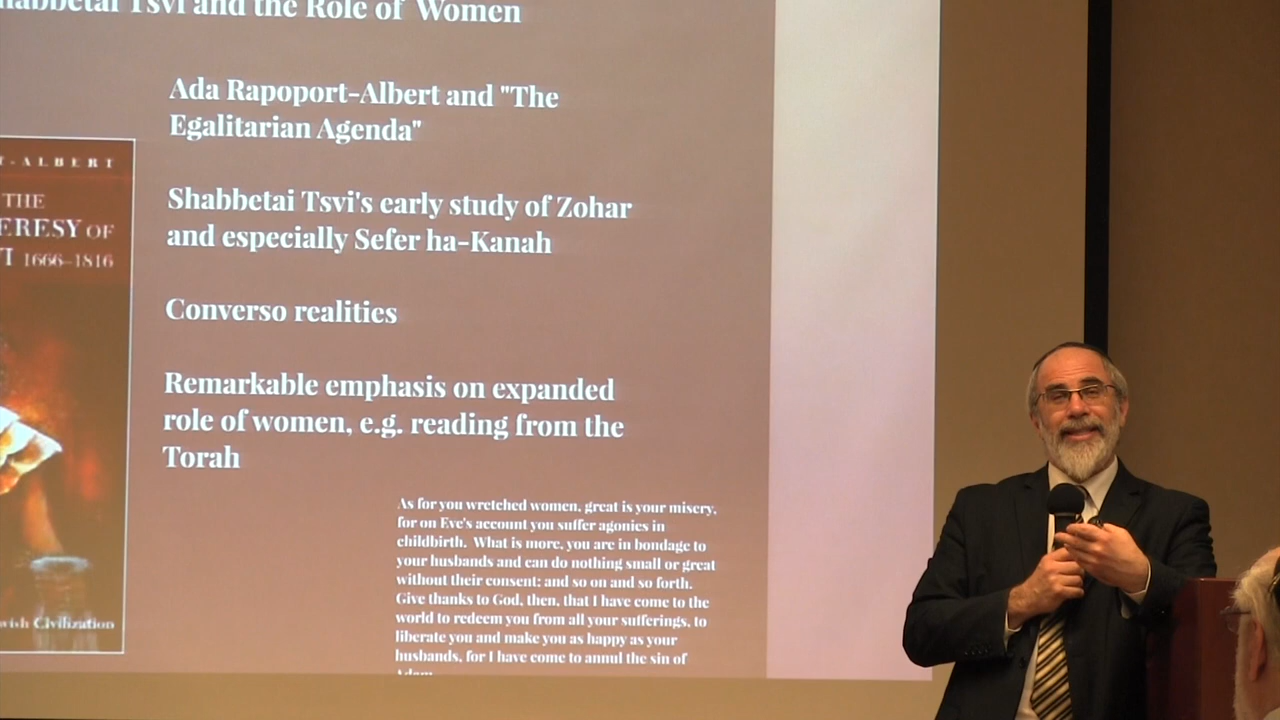 Tsvi and the Role of Women
Ada Rapoport-Albert and "The
Egalitarian Agenda"
Shabbetai Tsvi's early study of Zohar
and especially Sefer ha-Kanah
Converso realities
Remarkable emphasis on expanded
role of women, e.g. reading from the
Torah
As for you wretched women, great is your misery,
for on Eve's account you suffer agonies in
childbirth. What is more, you are in bondage to
your husbands and can do nothing small or great
without their consent; and so on and so forth.
Give thanks to God, then, that I have come to the
world to redeem you from all your sufferings, to
liberate you and make you as happy as your
husbands, for I have come to annul the sin of
T-ALBERT
THE
ERESY OF
I 1666–1816
wish Civilization